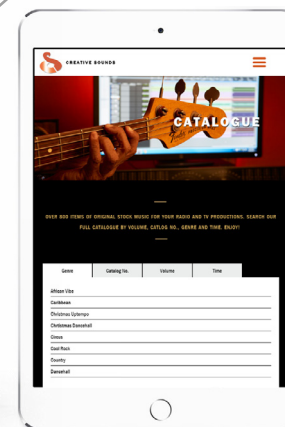 CREATIVE SOUNDS
CATALOGUE
OVER 800 ITEMS OF ORIGINAL STOCK MUSIC FOR YOUR RADIO AND TV PRODUCTIONS. SEARCH OUR
FULL CATALOGUE BY VOLUME, CATLOG NO., GENRE AND TIME. ENJOY!
Genre Catalog No. Volume Time
African Vibe
Caribbean
Christmas Uptempo
Christmas Dancehall
Circus
Cool Rock
Country
Dancehall